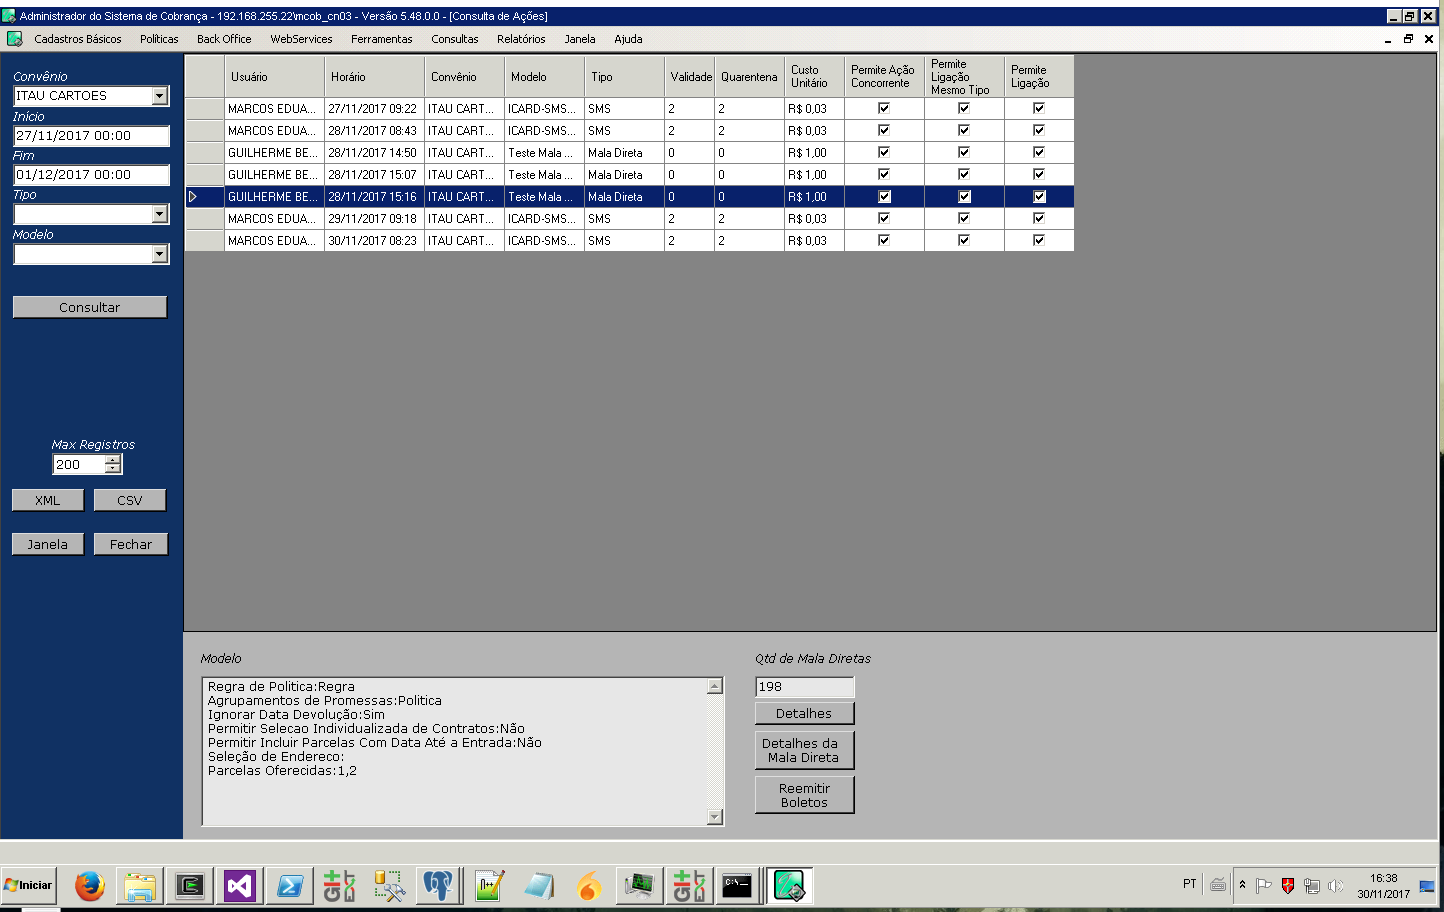 Administrador do Sistema de Cobrança - 192.168.255.22\mcob_cn03 - Versão 5.48.0.0 - [Consulta de Ações]
Cadastros Básicos Políticas Back Office WebServices Ferramentas Consultas Relatórios Janela Ajuda
Convênio
ITAU CARTOES
Início
27/11/2017 00:00
Fim
01/12/2017 00:00
Tipo
Modelo
Consultar
Max Registros
200
XML CSV
Janela Fechar
Usuário Horário Convênio Modelo Tipo Validade Quarentena Custo Unitário Permite Ação Concorrente Permite Ligação Mesmo Tipo Permite Ligação
MARCOS EDUA... 27/11/2017 09:22 ITAU CART... ICARD-SMS... SMS 2 2 R$ 0,03
MARCOS EDUA... 28/11/2017 08:43 ITAU CART... ICARD-SMS... SMS 2 2 R$ 0,03
GUILHERME BE... 28/11/2017 14:50 ITAU CART... Teste Mala ... Mala Direta 0 0 R$ 1,00
GUILHERME BE... 28/11/2017 15:07 ITAU CART... Teste Mala ... Mala Direta 0 0 R$ 1,00
GUILHERME BE... 28/11/2017 15:16 ITAU CART... Teste Mala ... Mala Direta 0 0 R$ 1,00
MARCOS EDUA... 29/11/2017 09:18 ITAU CART... ICARD-SMS... SMS 2 2 R$ 0,03
MARCOS EDUA... 30/11/2017 08:23 ITAU CART... ICARD-SMS... SMS 2 2 R$ 0,03
Modelo
Regra de Politica:Regra
Agrupamentos de Promessas:Politica
Ignorar Data Devolução:Sim
Permitir Selecao Individualizada de Contratos:Não
Permitir Incluir Parcelas Com Data Até a Entrada:Não
Seleção de Endereco:
Parcelas Oferecidas:1,2
Qtd de Mala Diretas
198
Detalhes
Detalhes da
Mala Direta
Reemitir
Boletos
Iniciar
PT
16:38
30/11/2017